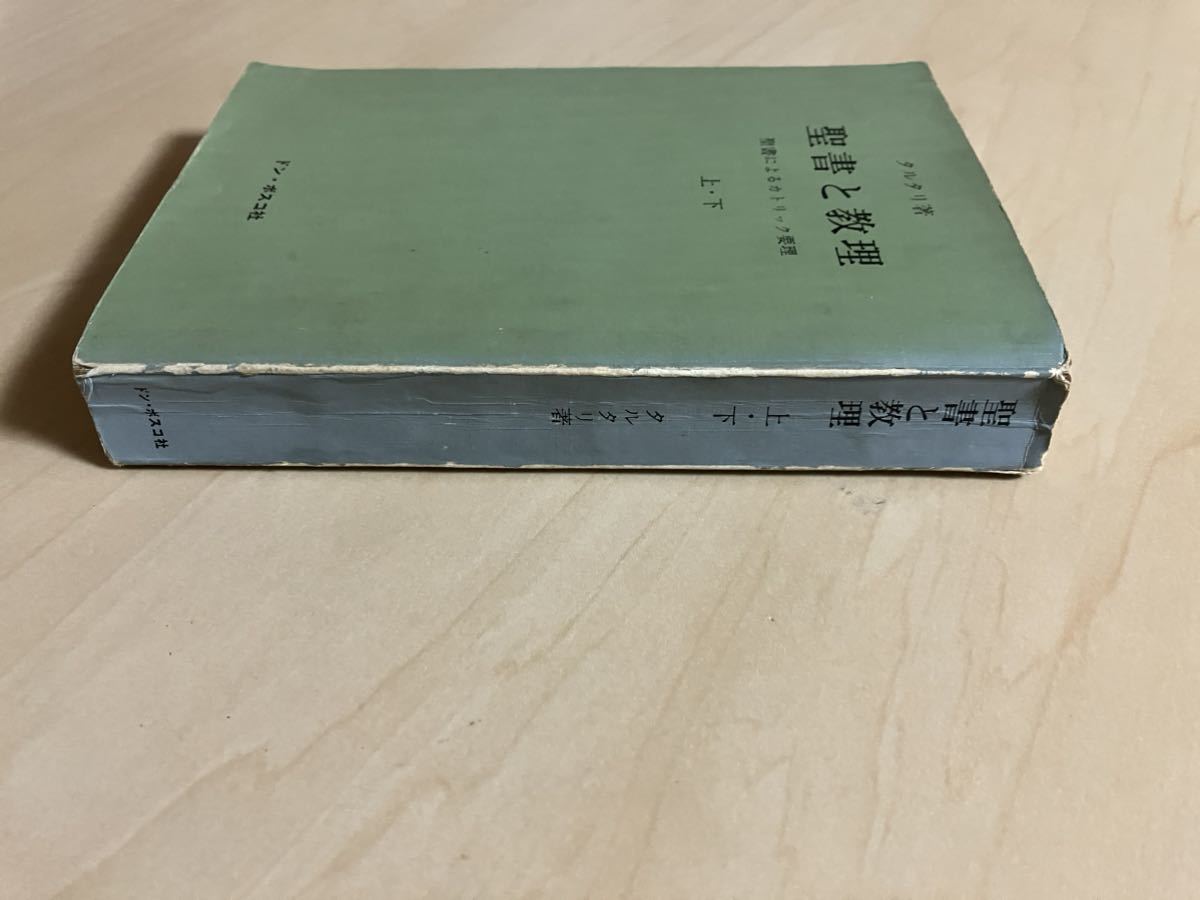 タルタリ著
聖書と教理
聖書によるカトリック要理
上・下
ドン・ボスコ社
聖書と教理
上・下
タルタリ著
ドン・ボスコ社